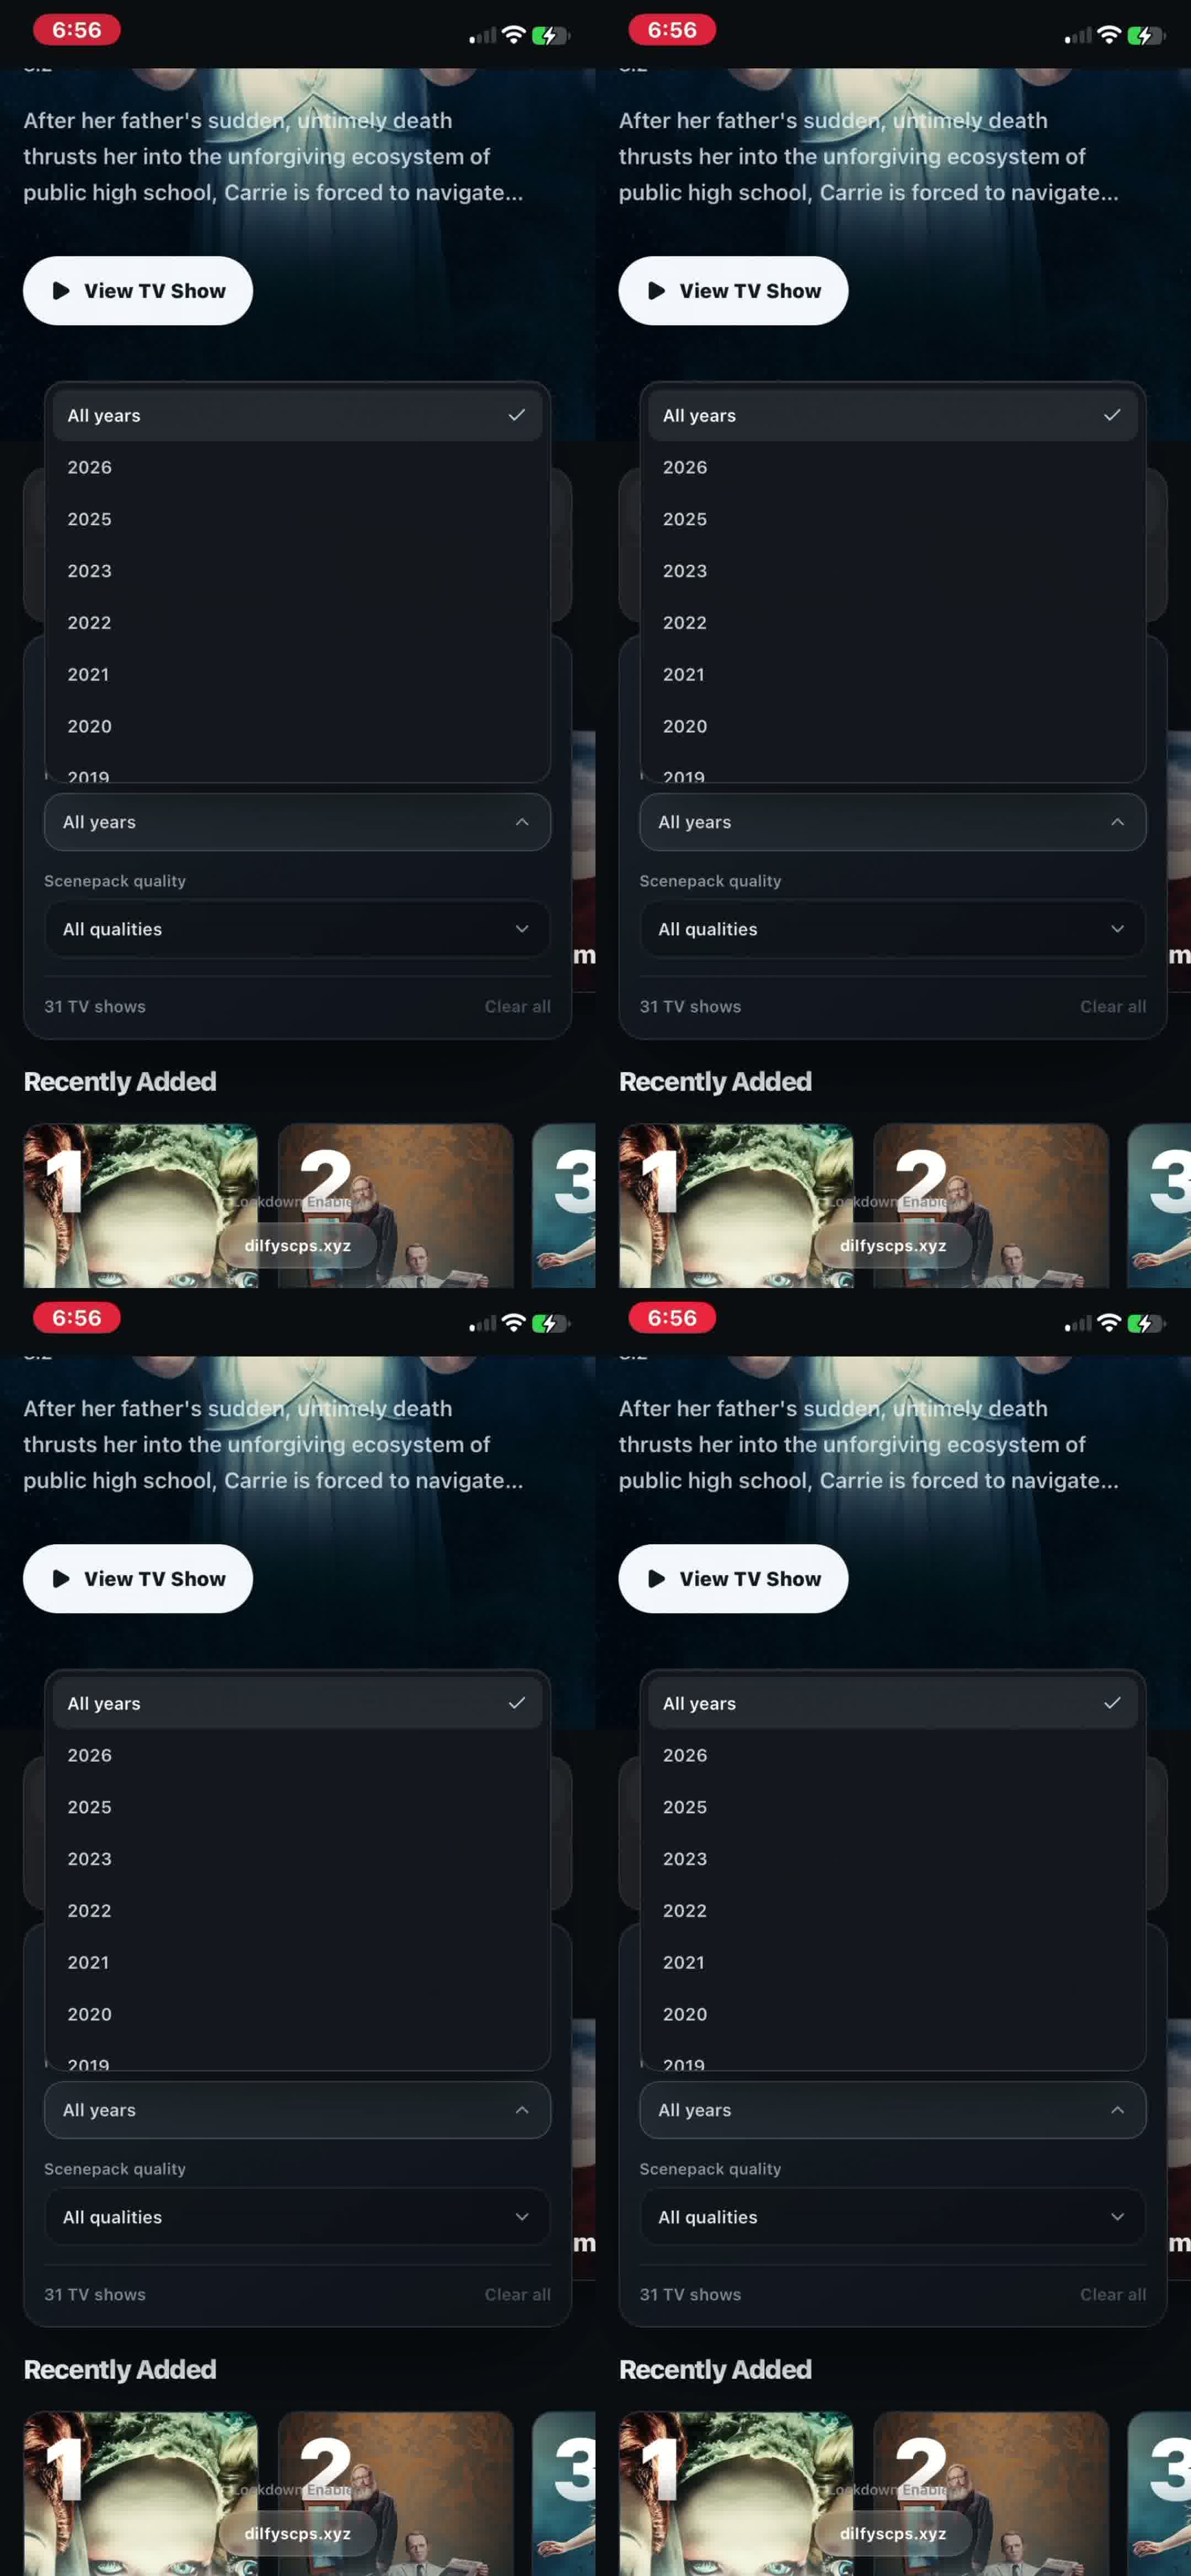 6:56
After her father's sudden, untimely death
thrusts her into the unforgiving ecosystem of
public high school, Carrie is forced to navigate...
View TV Show
All years
2026
2025
2023
2022
2021
2020
2019
All years
Scenepack quality
All qualities
m
31 TV shows
Clear all
Recently Added
1
2
3
Lockdown Enabled
dilfyscps.xyz
6:56
After her father's sudden, untimely death
thrusts her into the unforgiving ecosystem of
public high school, Carrie is forced to navigate...
View TV Show
All years
2026
2025
2023
2022
2021
2020
2019
All years
Scenepack quality
All qualities
m
31 TV shows
Clear all
Recently Added
1
2
3
Lockdown Enabled
dilfyscps.xyz
6:56
After her father's sudden, untimely death
thrusts her into the unforgiving ecosystem of
public high school, Carrie is forced to navigate...
View TV Show
All years
2026
2025
2023
2022
2021
2020
2019
All years
Scenepack quality
All qualities
m
31 TV shows
Clear all
Recently Added
1
2
3
Lockdown Enabled
dilfyscps.xyz
6:56
After her father's sudden, untimely death
thrusts her into the unforgiving ecosystem of
public high school, Carrie is forced to navigate...
View TV Show
All years
2026
2025
2023
2022
2021
2020
2019
All years
Scenepack quality
All qualities
m
31 TV shows
Clear all
Recently Added
1
2
3
Lockdown Enabled
dilfyscps.xyz